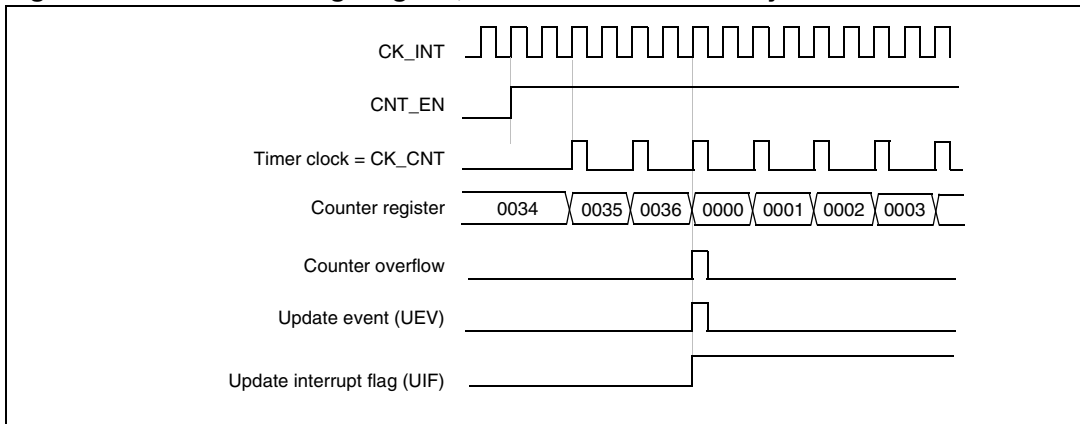 CK_INT
CNT_EN
Timer clock = CK_CNT
Counter register 0034 0035 0036 0000 0001 0002 0003
Counter overflow
Update event (UEV)
Update interrupt flag (UIF)